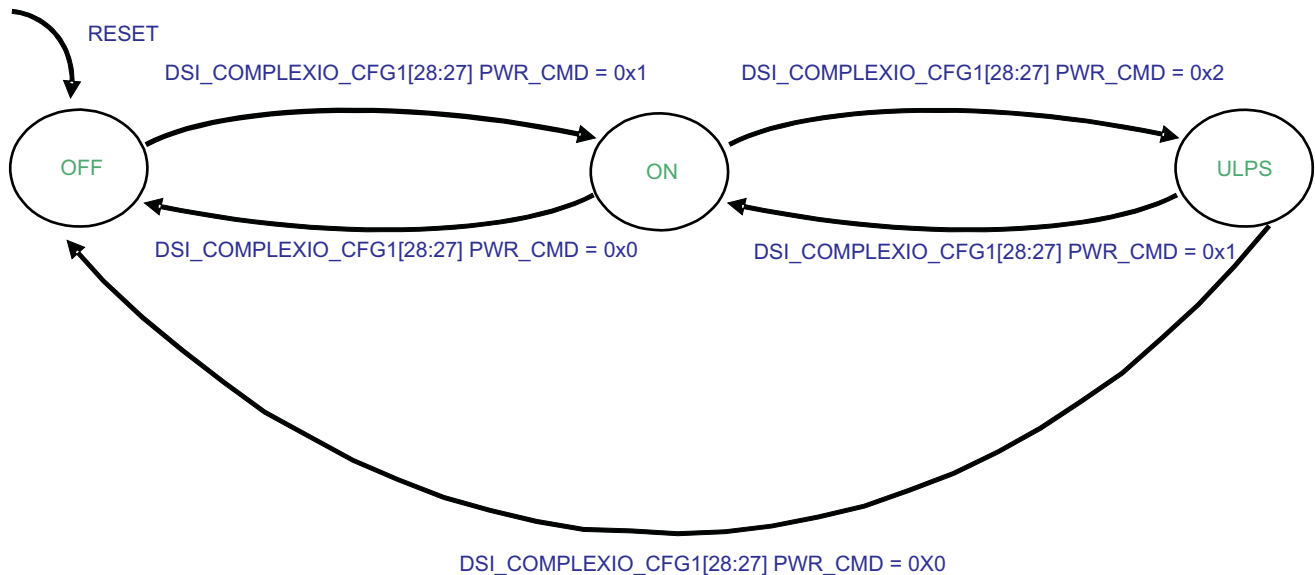 RESET
DSI_COMPLEXIO_CFG1[28:27] PWR_CMD = 0x1
DSI_COMPLEXIO_CFG1[28:27] PWR_CMD = 0x2
OFF
ON
ULPS
DSI_COMPLEXIO_CFG1[28:27] PWR_CMD = 0x0
DSI_COMPLEXIO_CFG1[28:27] PWR_CMD = 0x1
DSI_COMPLEXIO_CFG1[28:27] PWR_CMD = 0X0